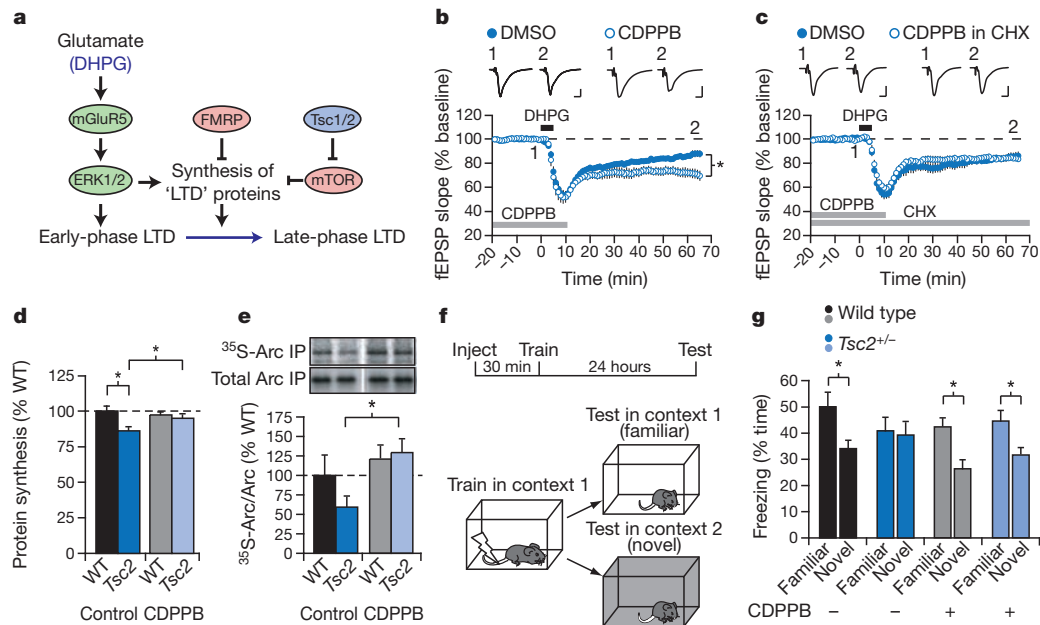 a
Glutamate
(DHPG)
mGluR5
FMRP
Tsc1/2
ERK1/2
Synthesis of
'LTD' proteins
mTOR
Early-phase LTD
Late-phase LTD
b
DMSO
CDPPB
1
2
1
2
DHPG
120
100
80
60
40
20
1
2
*
CDPPB
fEPSP slope (% baseline)
–20
–10
0
10
20
30
40
50
60
70
Time (min)
c
DMSO
CDPPB in CHX
1
2
1
2
DHPG
120
100
80
60
40
20
1
2
CDPPB
CHX
fEPSP slope (% baseline)
–20
–10
0
10
20
30
40
50
60
70
Time (min)
d
*
*
125
100
75
50
25
0
Protein synthesis (% WT)
WT
Tsc2
WT
Tsc2
Control CDPPB
e
35S-Arc IP
Total Arc IP
*
175
150
125
100
75
50
25
0
35S-Arc/Arc (% WT)
WT
Tsc2
WT
Tsc2
Control CDPPB
f
Inject
Train
Test
30 min
24 hours
Test in context 1
(familiar)
Train in context 1
Test in context 2
(novel)
g
Wild type
Tsc2+/–
*
*
*
60
50
40
30
20
10
0
Freezing (% time)
Familiar
Novel
Familiar
Novel
Familiar
Novel
Familiar
Novel
CDPPB – – + +